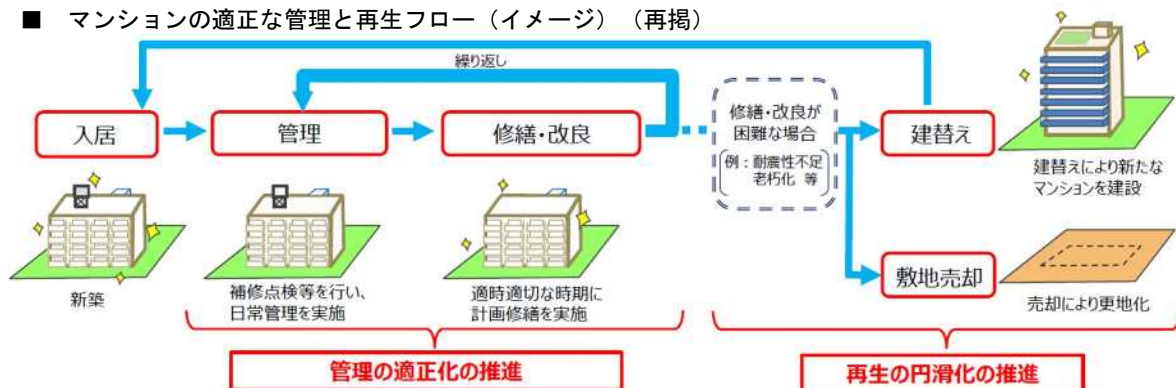 ■ マンションの適正な管理と再生フロー（イメージ）（再掲）
繰り返し
入居
管理
修繕・改良
修繕・改良が
困難な場合
例：耐震性不足
老朽化 等
建替え
建替えにより新たな
マンションを建設
敷地売却
売却により更地化
新築
補修点検等を行い、
日常管理を実施
適時適切な時期に
計画修繕を実施
管理の適正化の推進
再生の円滑化の推進